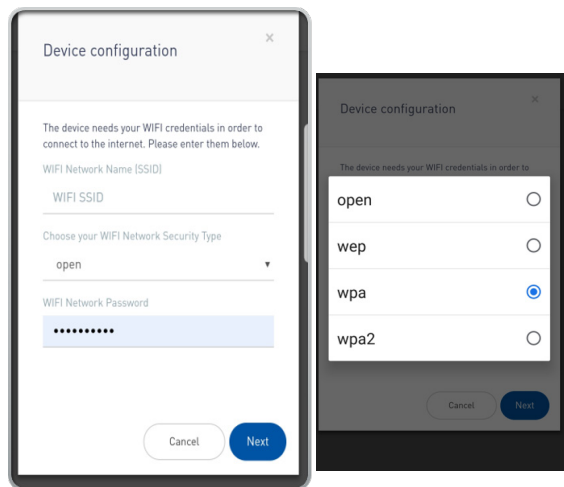 Device configuration
×
The device needs your WIFI credentials in order to
connect to the internet. Please enter them below.
WIFI Network Name (SSID)
WIFI SSID
Choose your WIFI Network Security Type
open
WIFI Network Password
••••••••••
Cancel
Next
Device configuration
×
The device needs your WIFI credentials in order to
open
wep
wpa
wpa2
Cancel
Next